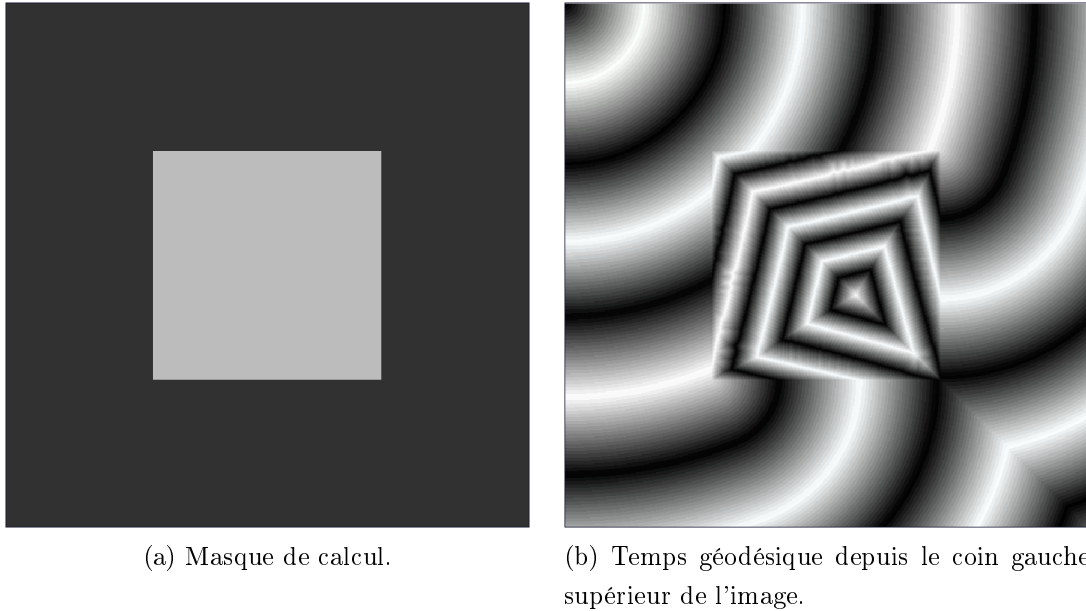 (a) Masque de calcul.
(b) Temps géodésique depuis le coin gauche
supérieur de l'image.